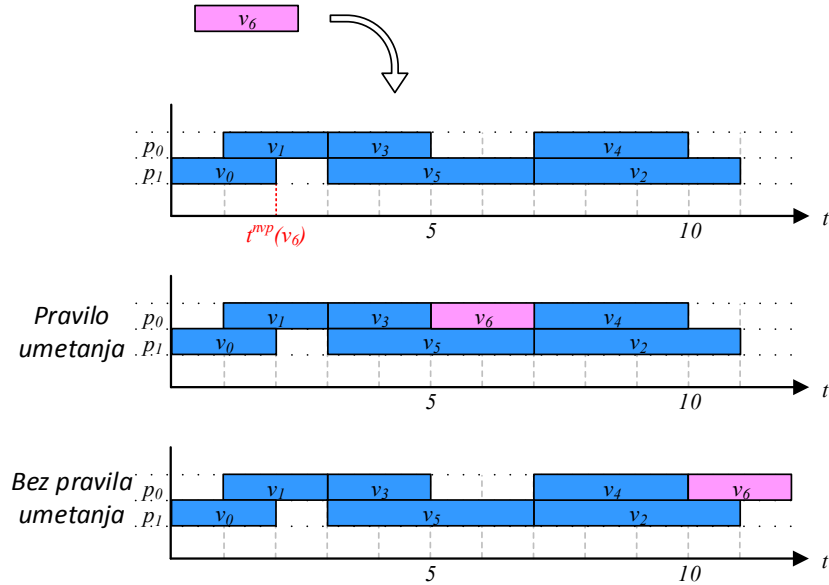 v6
p0 v1 v3 v4
p1 v0 v5 v2
t^nvp(v6) 5 10 t
Pravilo
umetanja
p0 v1 v3 v6 v4
p1 v0 v5 v2
5 10 t
Bez pravila
umetanja
p0 v1 v3 v4 v6
p1 v0 v5 v2
5 10 t